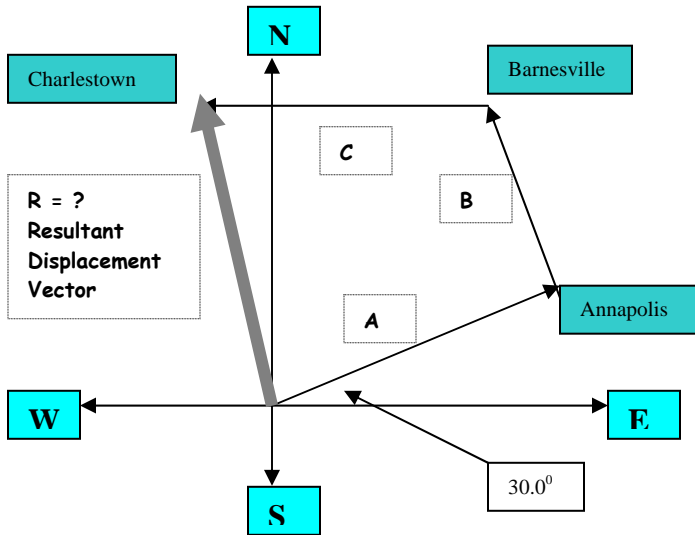 N
Charlestown
Barnesville
C
R = ?
Resultant
Displacement
Vector
B
Annapolis
A
W
E
30.0⁰
S